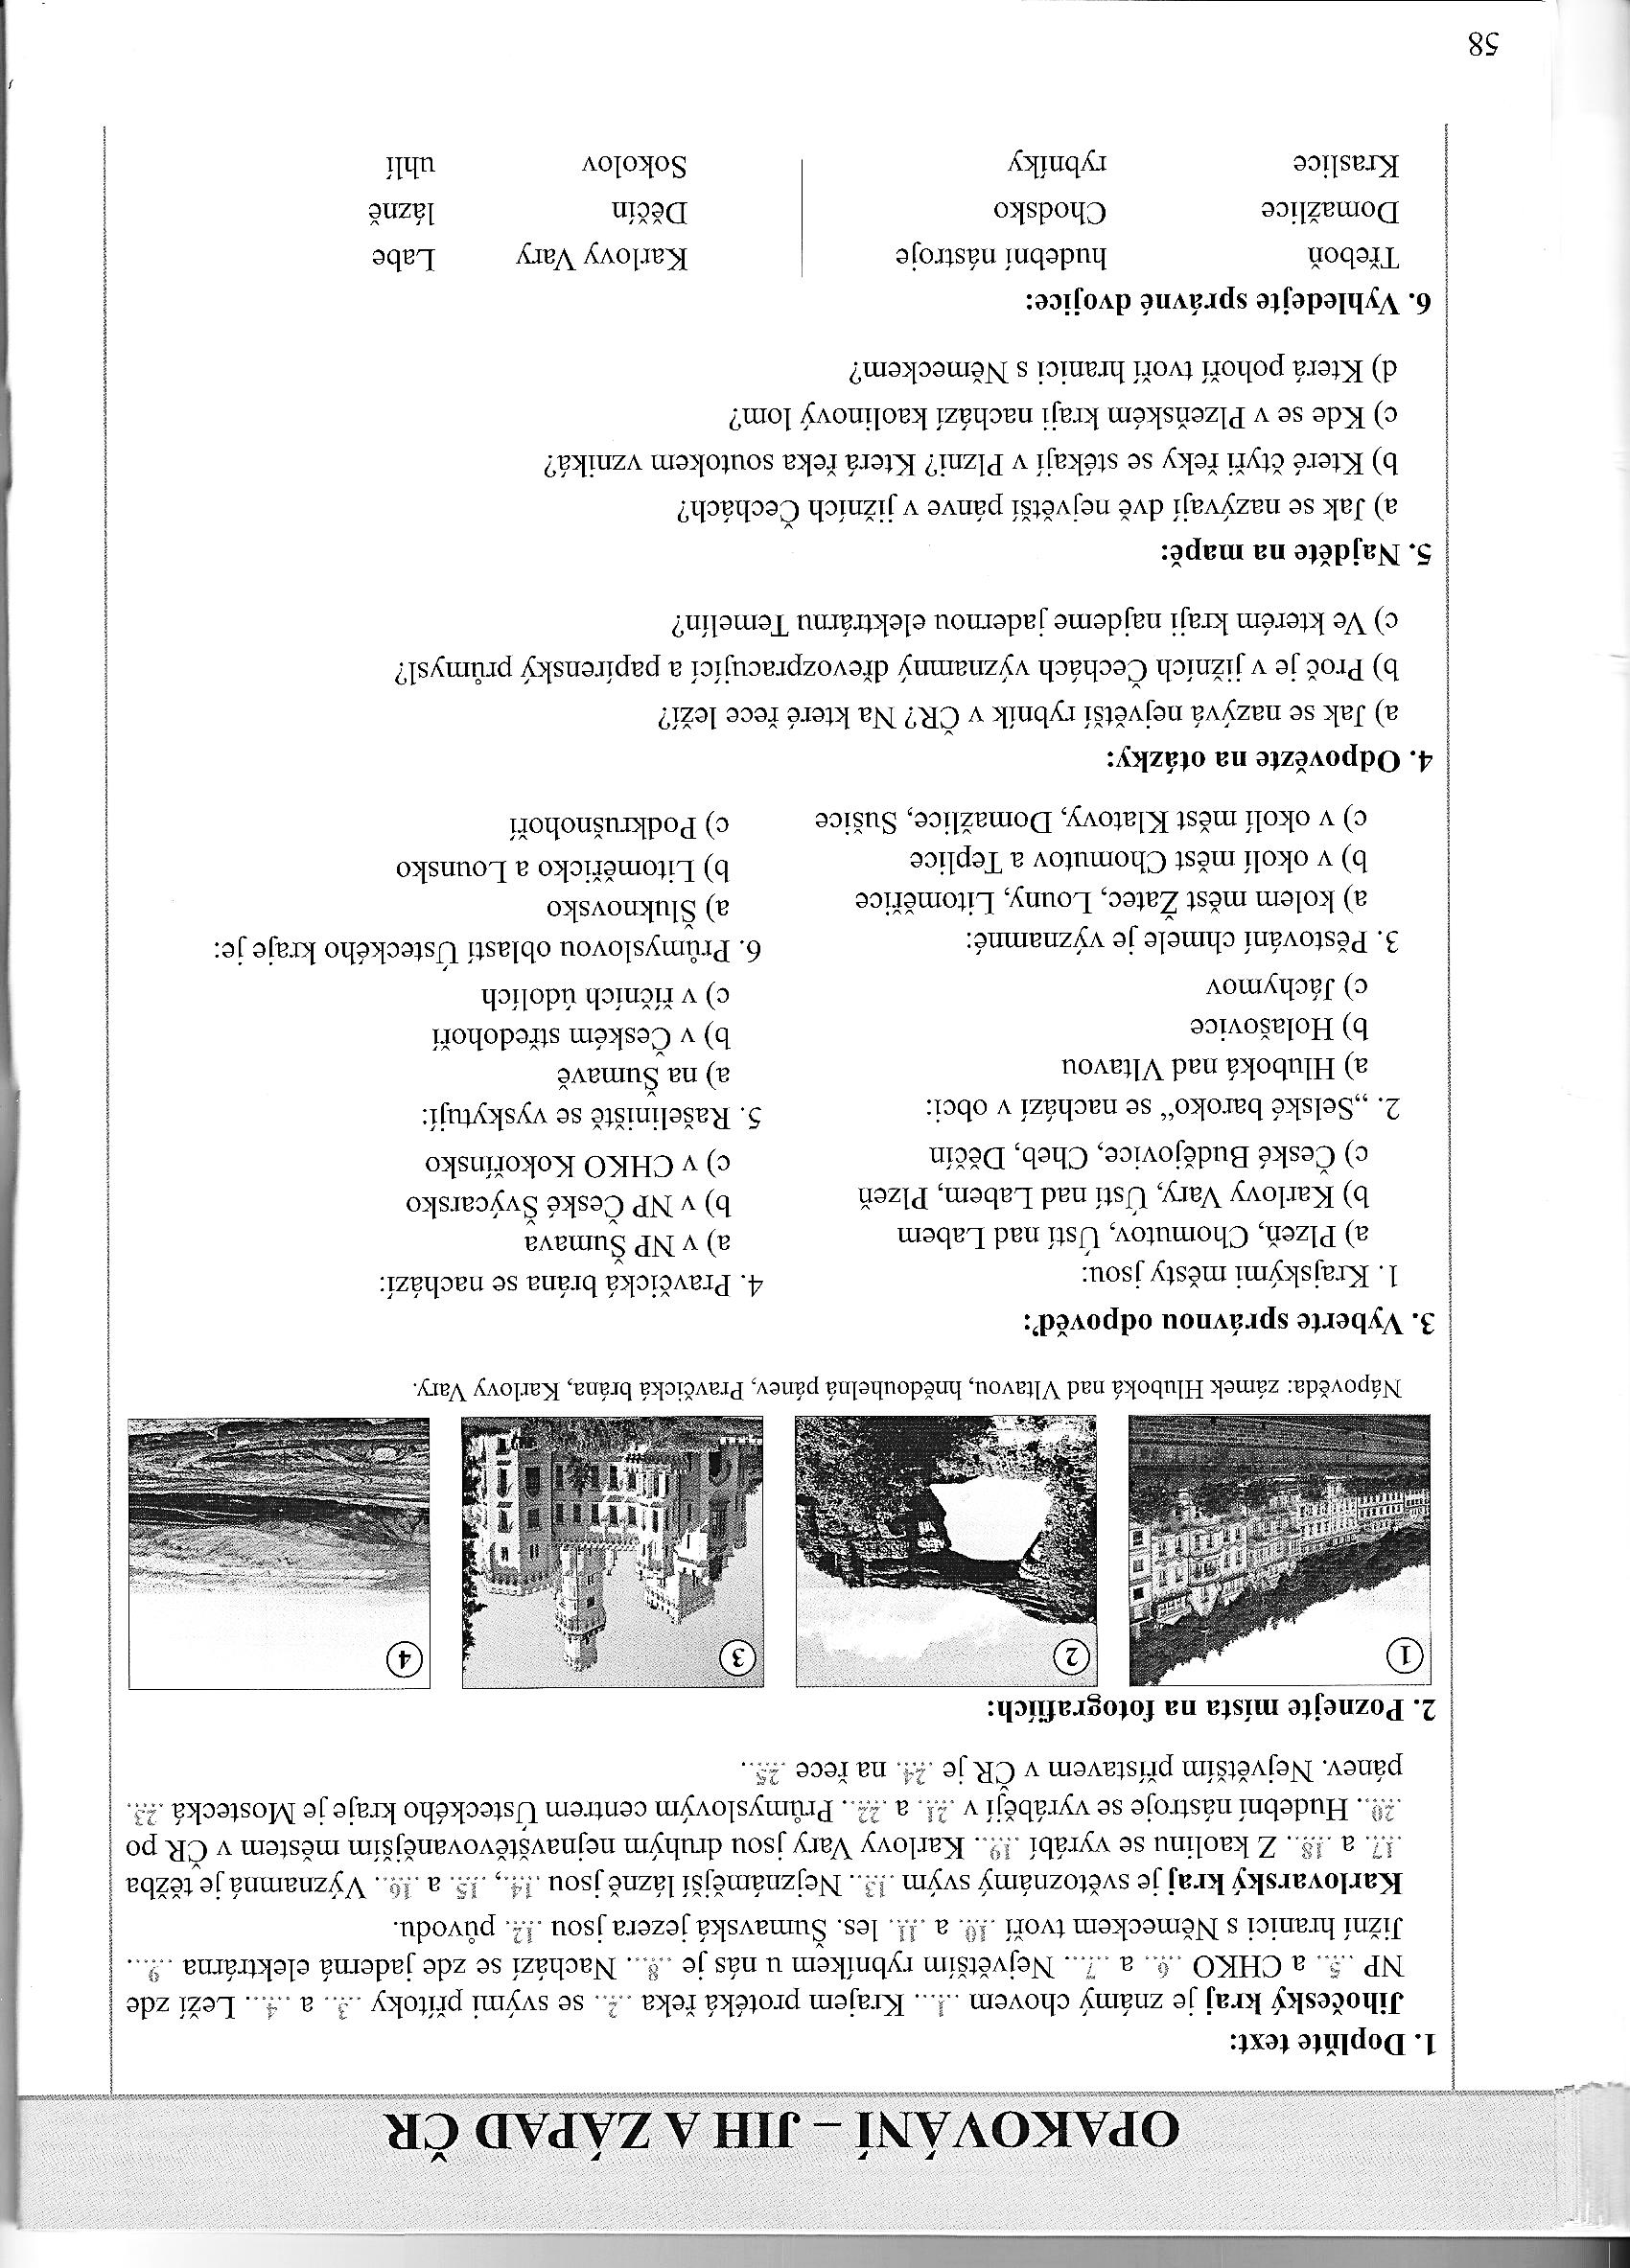 OPAKOVÁNÍ – JIH A ZÁPAD ČR
1. Doplňte text:
Jihočeský kraj je známý chovem ..1.. Krajem protéká řeka ..2.. se svými přítoky ..3.. a ..4... Leží zde
NP ..5.. a CHKO ..6.. a ..7... Největším rybníkem u nás je ..8... Nachází se zde jaderná elektrárna ..9...
Jižní hranici s Německem tvoří .10. a .11. les. Šumavská jezera jsou .12. původu.
Karlovarský kraj je světoznámý svým .13.. Nejznámější lázně jsou .14., .15. a .16.. Významná je těžba
.17. a .18.. Z kaolinu se vyrábí .19.. Karlovy Vary jsou druhým nejnavštěvovanějším městem v ČR po
.20.. Hudební nástroje se vyrábějí v .21. a .22.. Průmyslovým centrem Ústeckého kraje je Mostecká .23.
pánev. Největším přístavem v ČR je .24. na řece .25..
2. Poznejte místa na fotografiích:
1
2
3
4
Nápověda: zámek Hluboká nad Vltavou, hnědouhelná pánev, Pravčická brána, Karlovy Vary.
3. Vyberte správnou odpověď:
1. Krajskými městy jsou:
a) Plzeň, Chomutov, Ústí nad Labem
b) Karlovy Vary, Ústí nad Labem, Plzeň
c) České Budějovice, Cheb, Děčín
2. „Selské baroko“ se nachází v obci:
a) Hluboká nad Vltavou
b) Holašovice
c) Jáchymov
3. Pěstování chmele je významné:
a) kolem měst Žatec, Louny, Litoměřice
b) v okolí měst Chomutov a Teplice
c) v okolí měst Klatovy, Domažlice, Sušice
4. Pravčická brána se nachází:
a) v NP Šumava
b) v NP České Švýcarsko
c) v CHKO Kokořínsko
5. Rašeliniště se vyskytují:
a) na Šumavě
b) v Českém středohoří
c) v říčních údolích
6. Průmyslovou oblastí Ústeckého kraje je:
a) Šluknovsko
b) Litoměřicko a Lounsko
c) Podkrušnohoří
4. Odpovězte na otázky:
a) Jak se nazývá největší rybník v ČR? Na které řece leží?
b) Proč je v jižních Čechách významný dřevozpracující a papírenský průmysl?
c) Ve kterém kraji najdeme jadernou elektrárnu Temelín?
5. Najděte na mapě:
a) Jak se nazývají dvě největší pánve v jižních Čechách?
b) Které čtyři řeky se stékají v Plzni? Která řeka soutokem vzniká?
c) Kde se v Plzeňském kraji nachází kaolinový lom?
d) Která pohoří tvoří hranici s Německem?
6. Vyhledejte správné dvojice:
Třeboň hudební nástroje Karlovy Vary Labe
Domažlice Chodsko Děčín lázně
Kraslice rybníky Sokolov uhlí
58